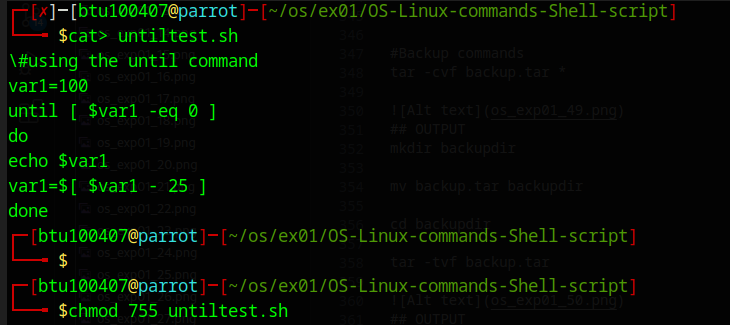 [✗]─[btu100407@parrot]─[~/os/ex01/OS-Linux-commands-Shell-script]
$cat> untiltest.sh
\#using the until command
var1=100
until [ $var1 -eq 0 ]
do
echo $var1
var1=$[ $var1 - 25 ]
done
[btu100407@parrot]─[~/os/ex01/OS-Linux-commands-Shell-script]
$
[btu100407@parrot]─[~/os/ex01/OS-Linux-commands-Shell-script]
$chmod 755 untiltest.sh
346
#Backup commands
348 tar -cvf backup.tar *
350 ![Alt text](os_exp01_49.png)
351 ## OUTPUT
352 mkdir backupdir
354 mv backup.tar backupdir
cd backupdir
358 tar -tvf backup.tar
360 ![Alt text](os_exp01_50.png)
361 ## OUTPUT
os_exp01_16.png
os_exp01_17.png
os_exp01_18.png
os_exp01_19.png
os_exp01_20.png
os_exp01_22.png
os_exp01_24.png